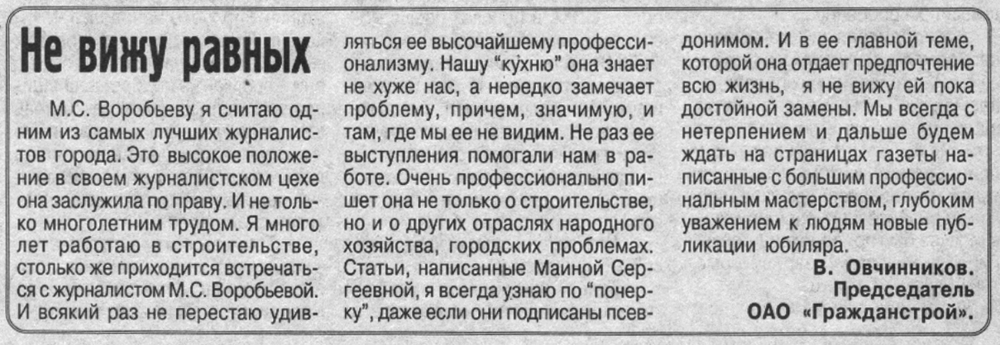 Не вижу равных
М.С. Воробьеву я считаю од-
ним из самых лучших журналис-
тов города. Это высокое положе-
ние в своем журналистском цехе
она заслужила по праву. И не толь-
ко многолетним трудом. Я много
лет работаю в строительстве,
столько же приходится встречать-
ся с журналистом М.С. Воробьевой.
И всякий раз не перестаю удив-
ляться ее высочайшему професси-
онализму. Нашу “кухню” она знает
не хуже нас, а нередко замечает
проблему, причем, значимую, и
там, где мы ее не видим. Не раз ее
выступления помогали нам в ра-
боте. Очень профессионально пи-
шет она не только о строительстве,
но и о других отраслях народного
хозяйства, городских проблемах.
Статьи, написанные Маиной Сер-
геевной, я всегда узнаю по “почер-
ку”, даже если они подписаны псев-
донимом. И в ее главной теме,
которой она отдает предпочтение
всю жизнь, я не вижу ей пока
достойной замены. Мы всегда с
нетерпением и дальше будем
ждать на страницах газеты на-
писанные с большим профессио-
нальным мастерством, глубоким
уважением к людям новые пуб-
ликации юбиляра.
В. Овчинников.
Председатель
ОАО «Гражданстрой».